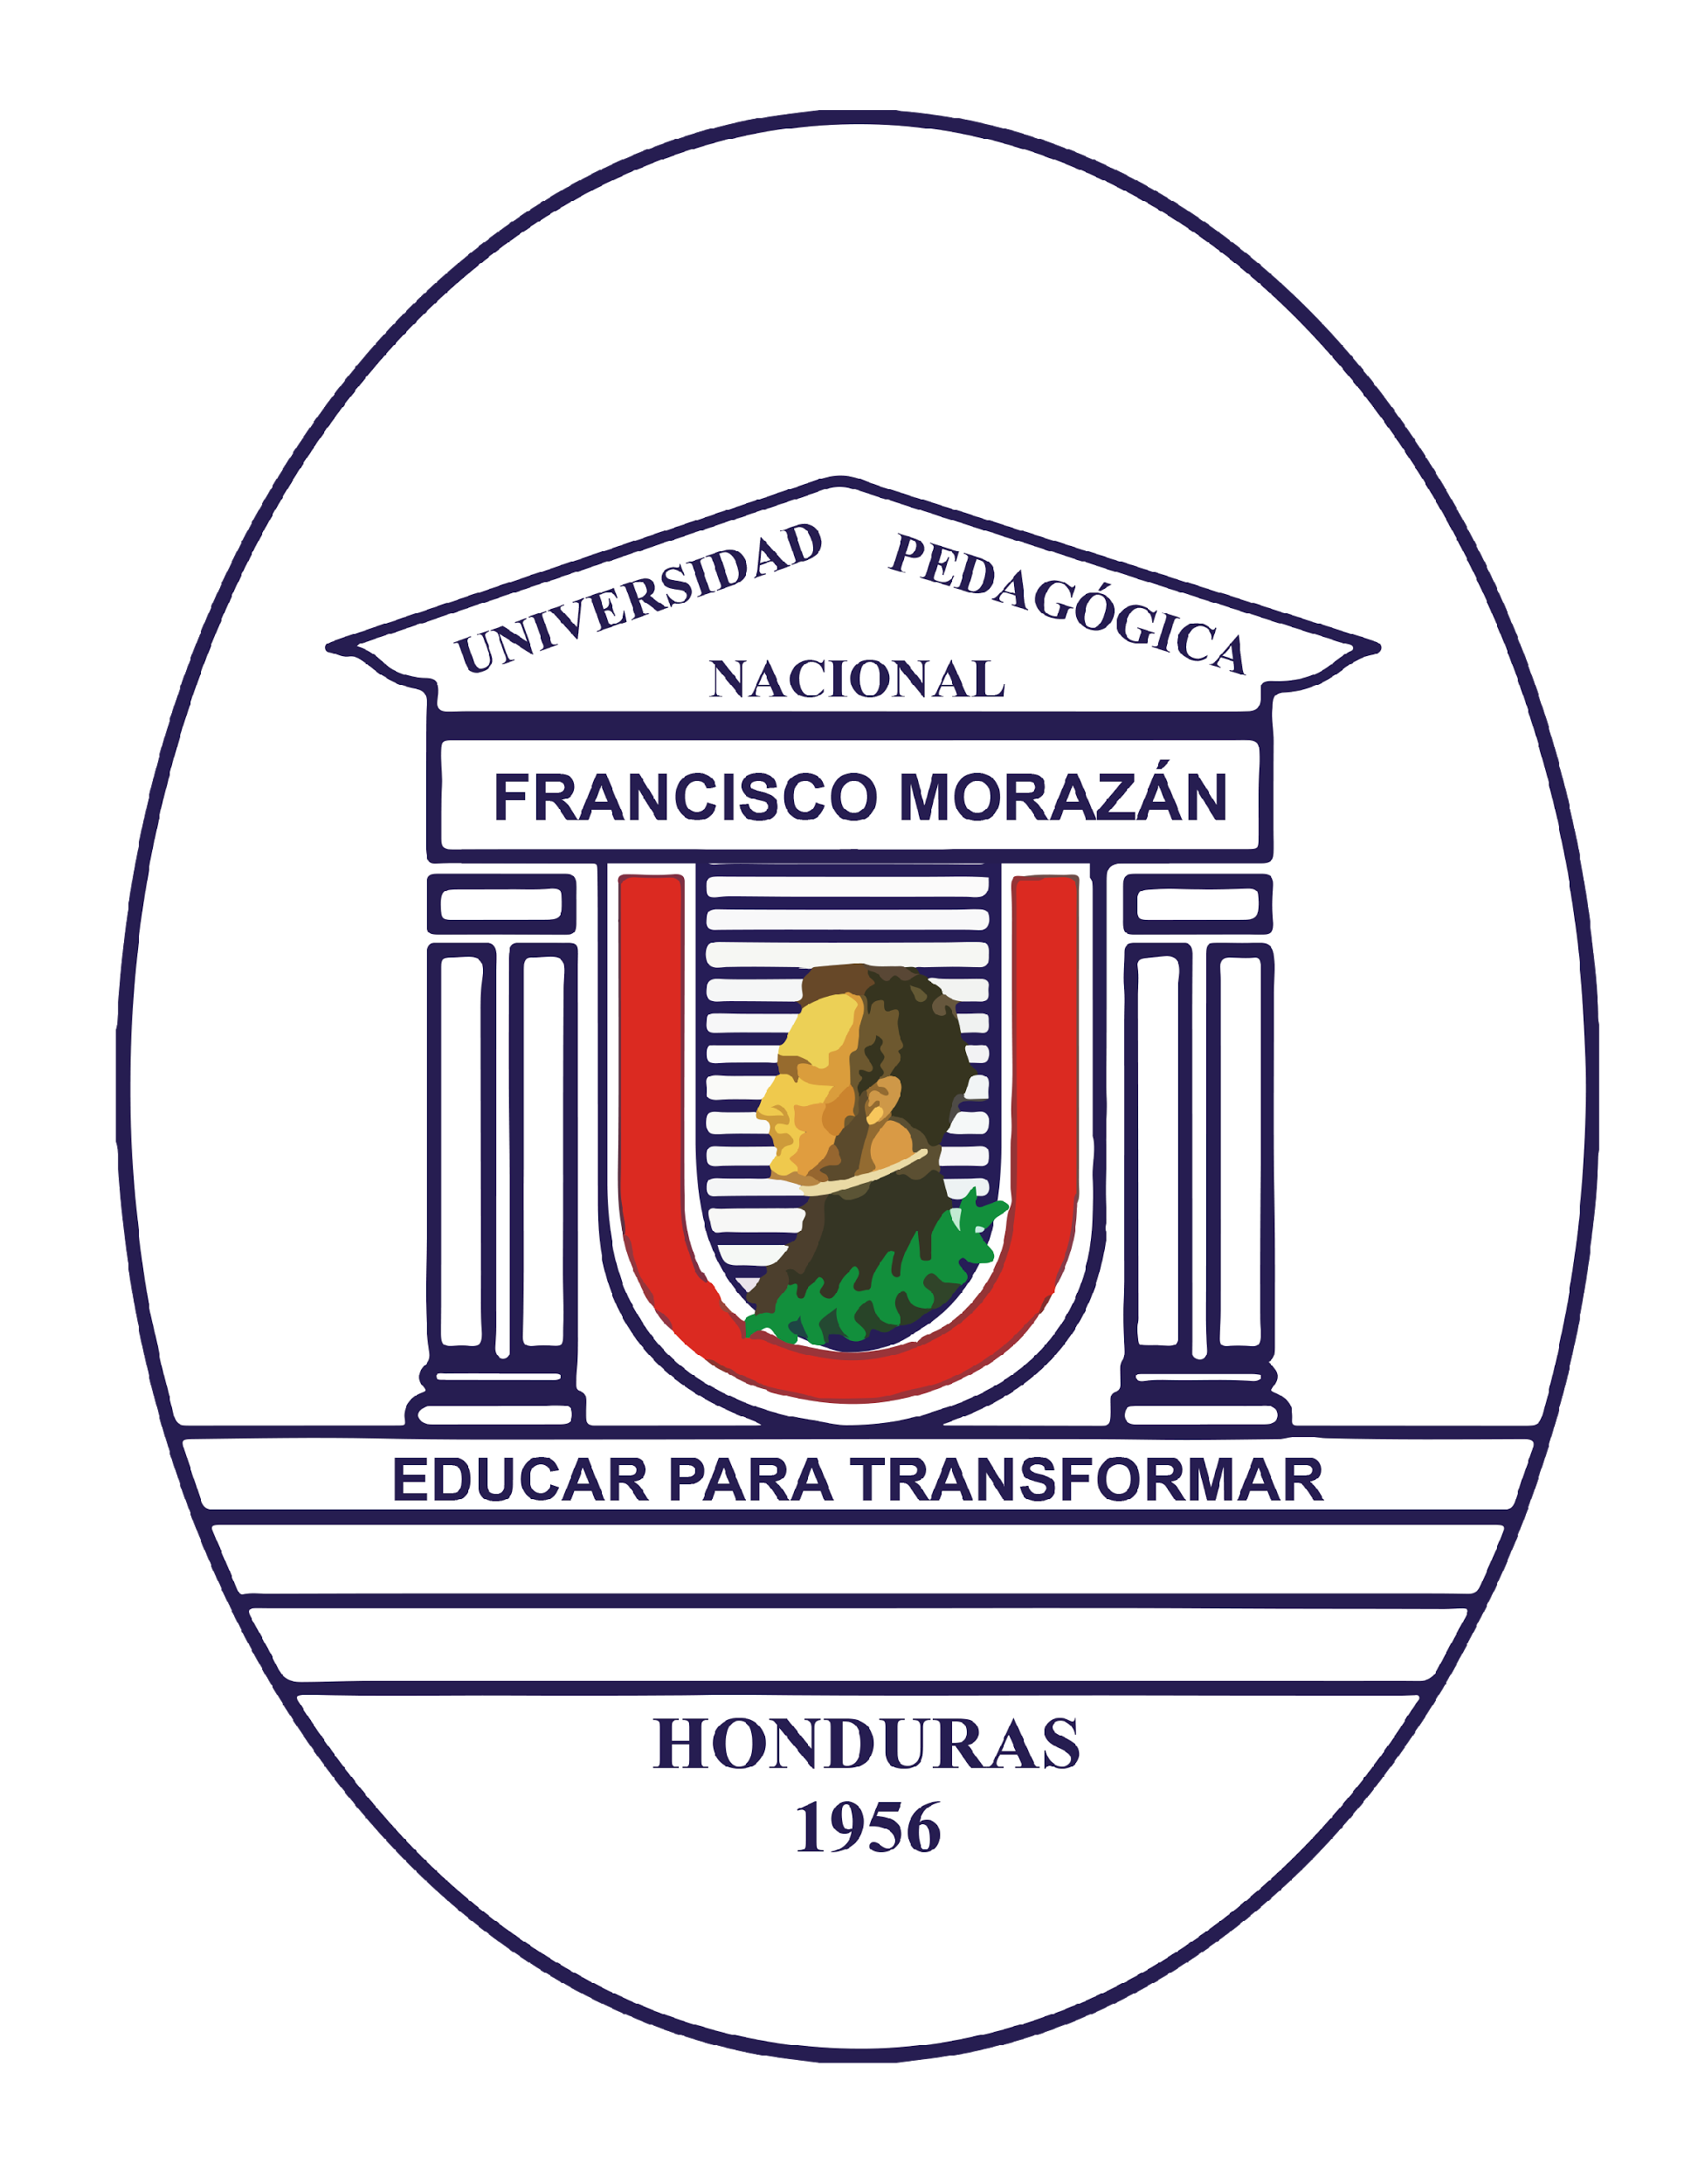 UNIVERSIDAD PEDAGÓGICA
NACIONAL
FRANCISCO MORAZÁN
EDUCAR PARA TRANSFORMAR
HONDURAS
1956